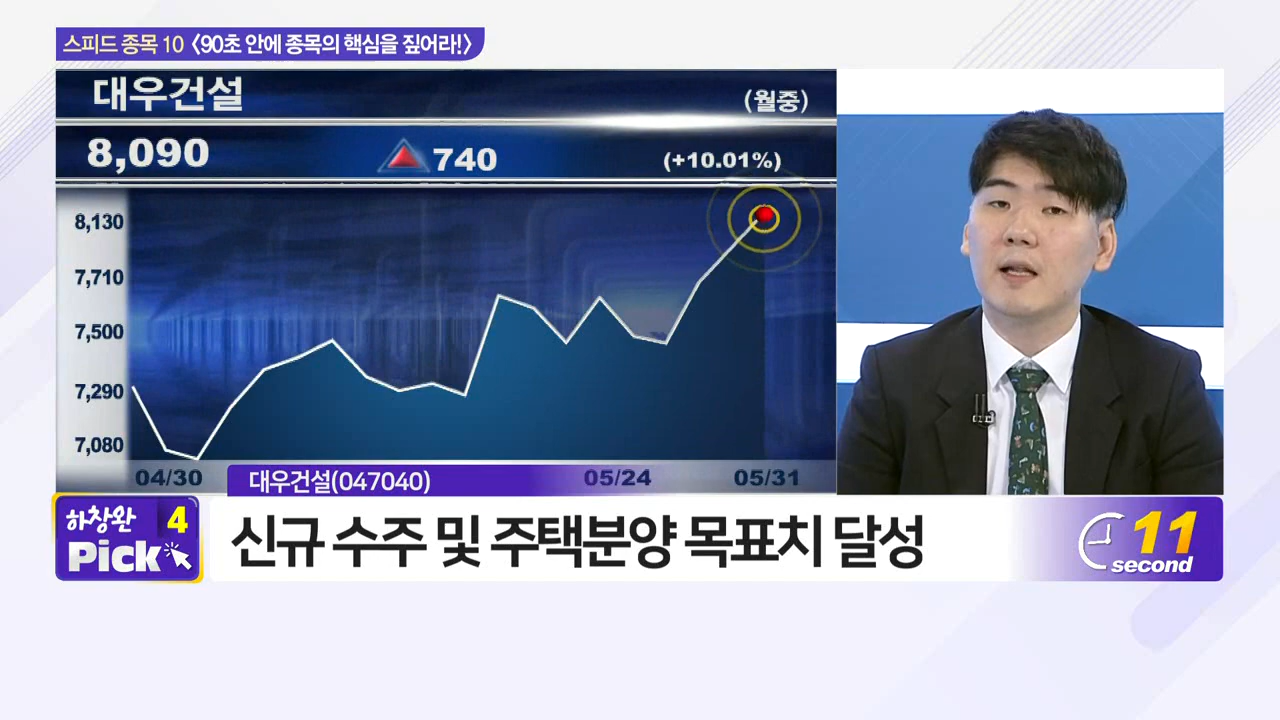 스피드 종목 10 <90초 안에 종목의 핵심을 짚어라!>
대우건설
(월중)
8,090
740
(+10.01%)
8,130
7,710
7,500
7,290
7,080
04/30
05/24
05/31
대우건설(047040)
하창완
Pick
4
신규 수주 및 주택분양 목표치 달성
11
second